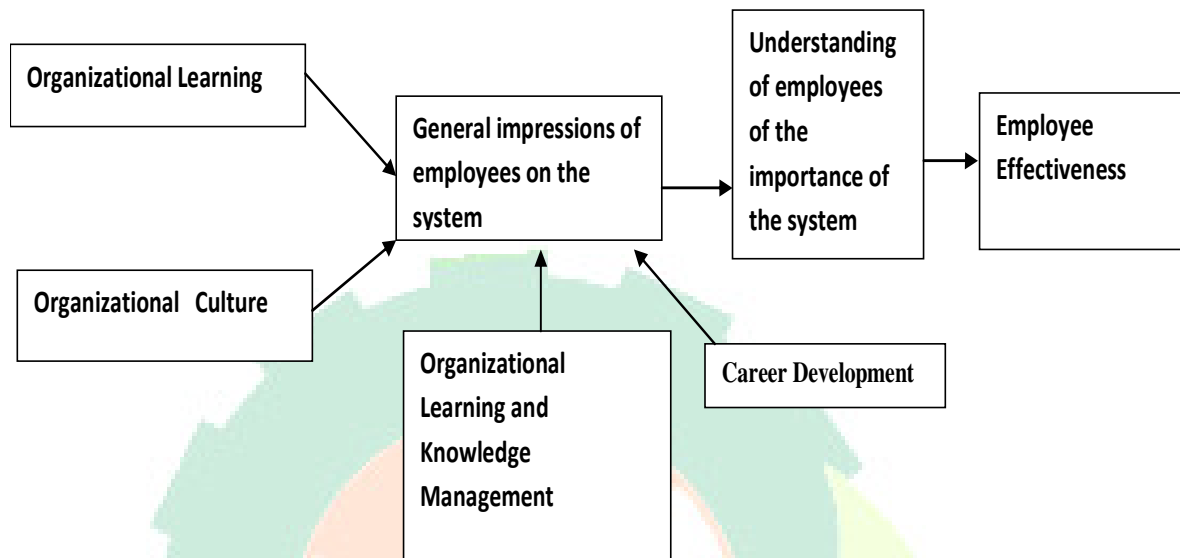 Organizational Learning
General impressions of
employees on the
system
Understanding
of employees
of the
importance of
the system
Employee
Effectiveness
Organizational Culture
Organizational
Learning and
Knowledge
Management
Career Development